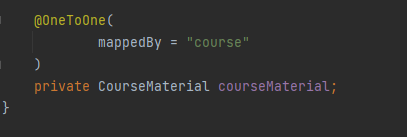 @OneToOne(
mappedBy = "course"
)
private CourseMaterial courseMaterial;
}